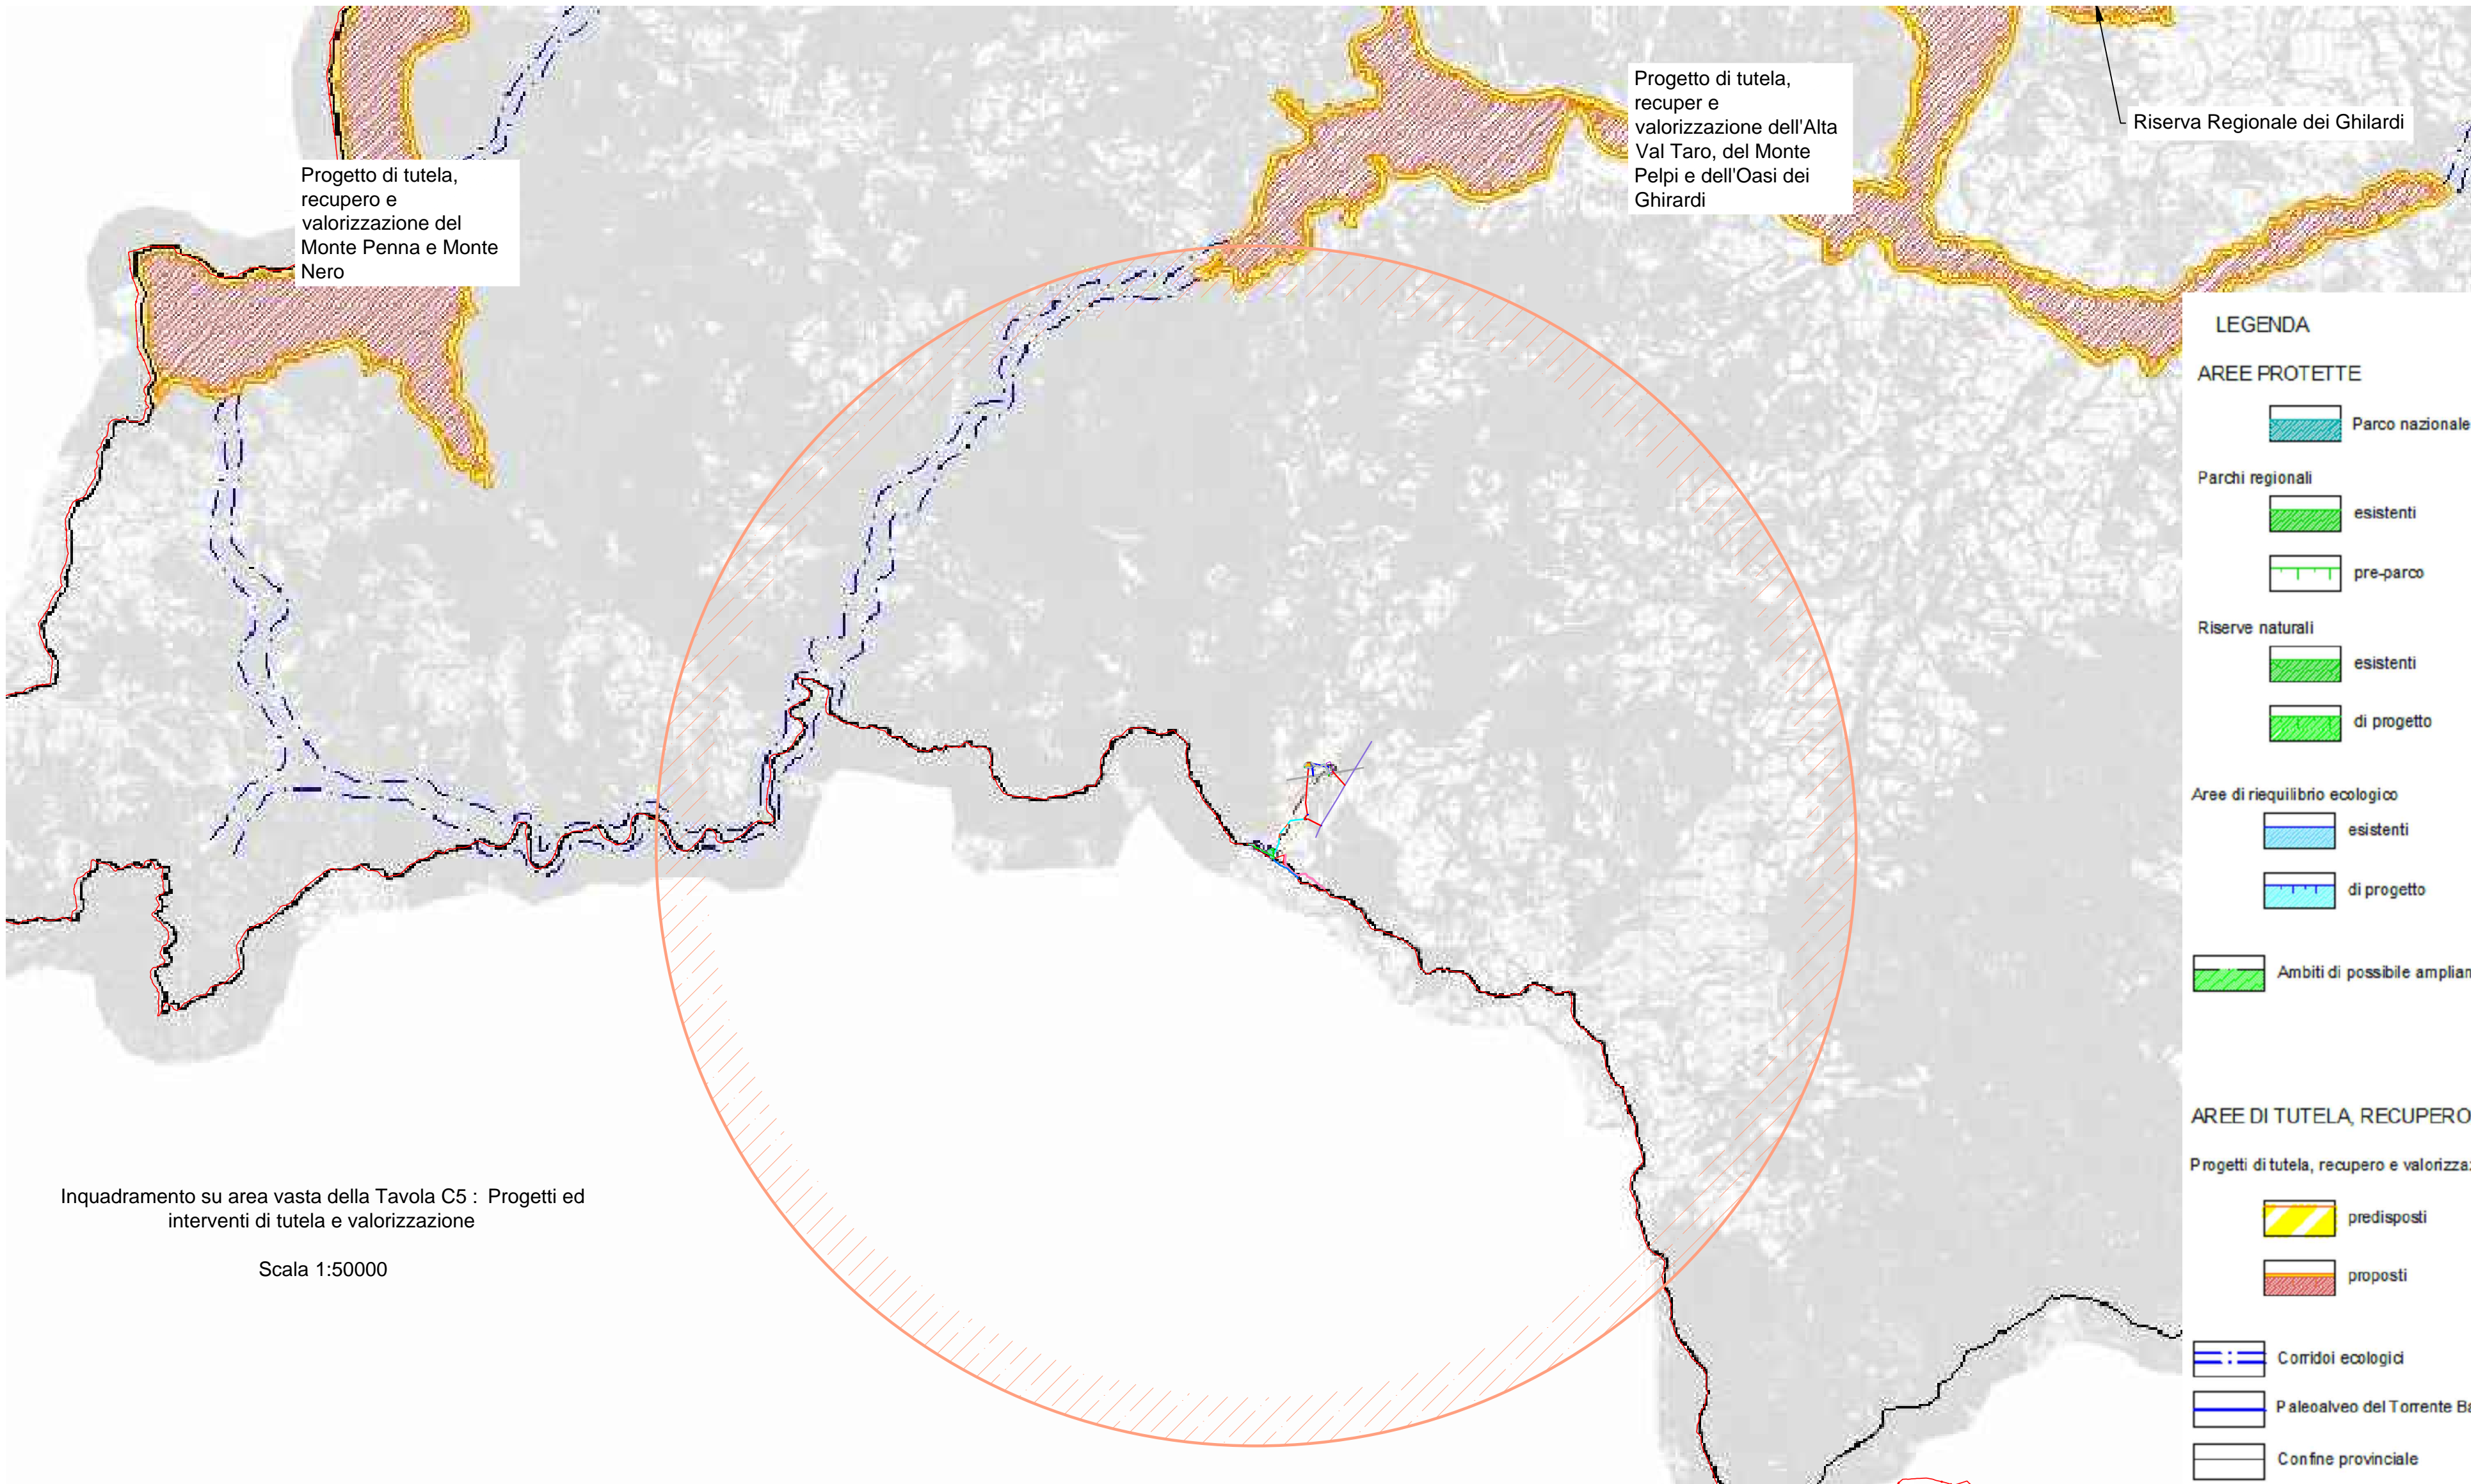 Progetto di tutela,
recupero e
valorizzazione del
Monte Penna e Monte
Nero
Progetto di tutela,
recuper e
valorizzazione dell'Alta
Val Taro, del Monte
Pelpi e dell'Oasi dei
Ghirardi
Riserva Regionale dei Ghilardi
Inquadramento su area vasta della Tavola C5 : Progetti ed
interventi di tutela e valorizzazione
Scala 1:50000
LEGENDA
AREE PROTETTE
Parco nazionale
Parchi regionali
esistenti
pre-parco
Riserve naturali
esistenti
di progetto
Aree di riequilibrio ecologico
esistenti
di progetto
Ambiti di possibile amplian
AREE DI TUTELA, RECUPERO
Progetti di tutela, recupero e valorizza
predisposti
proposti
Corridoi ecologici
Paleoalveo del Torrente Ba
Confine provinciale